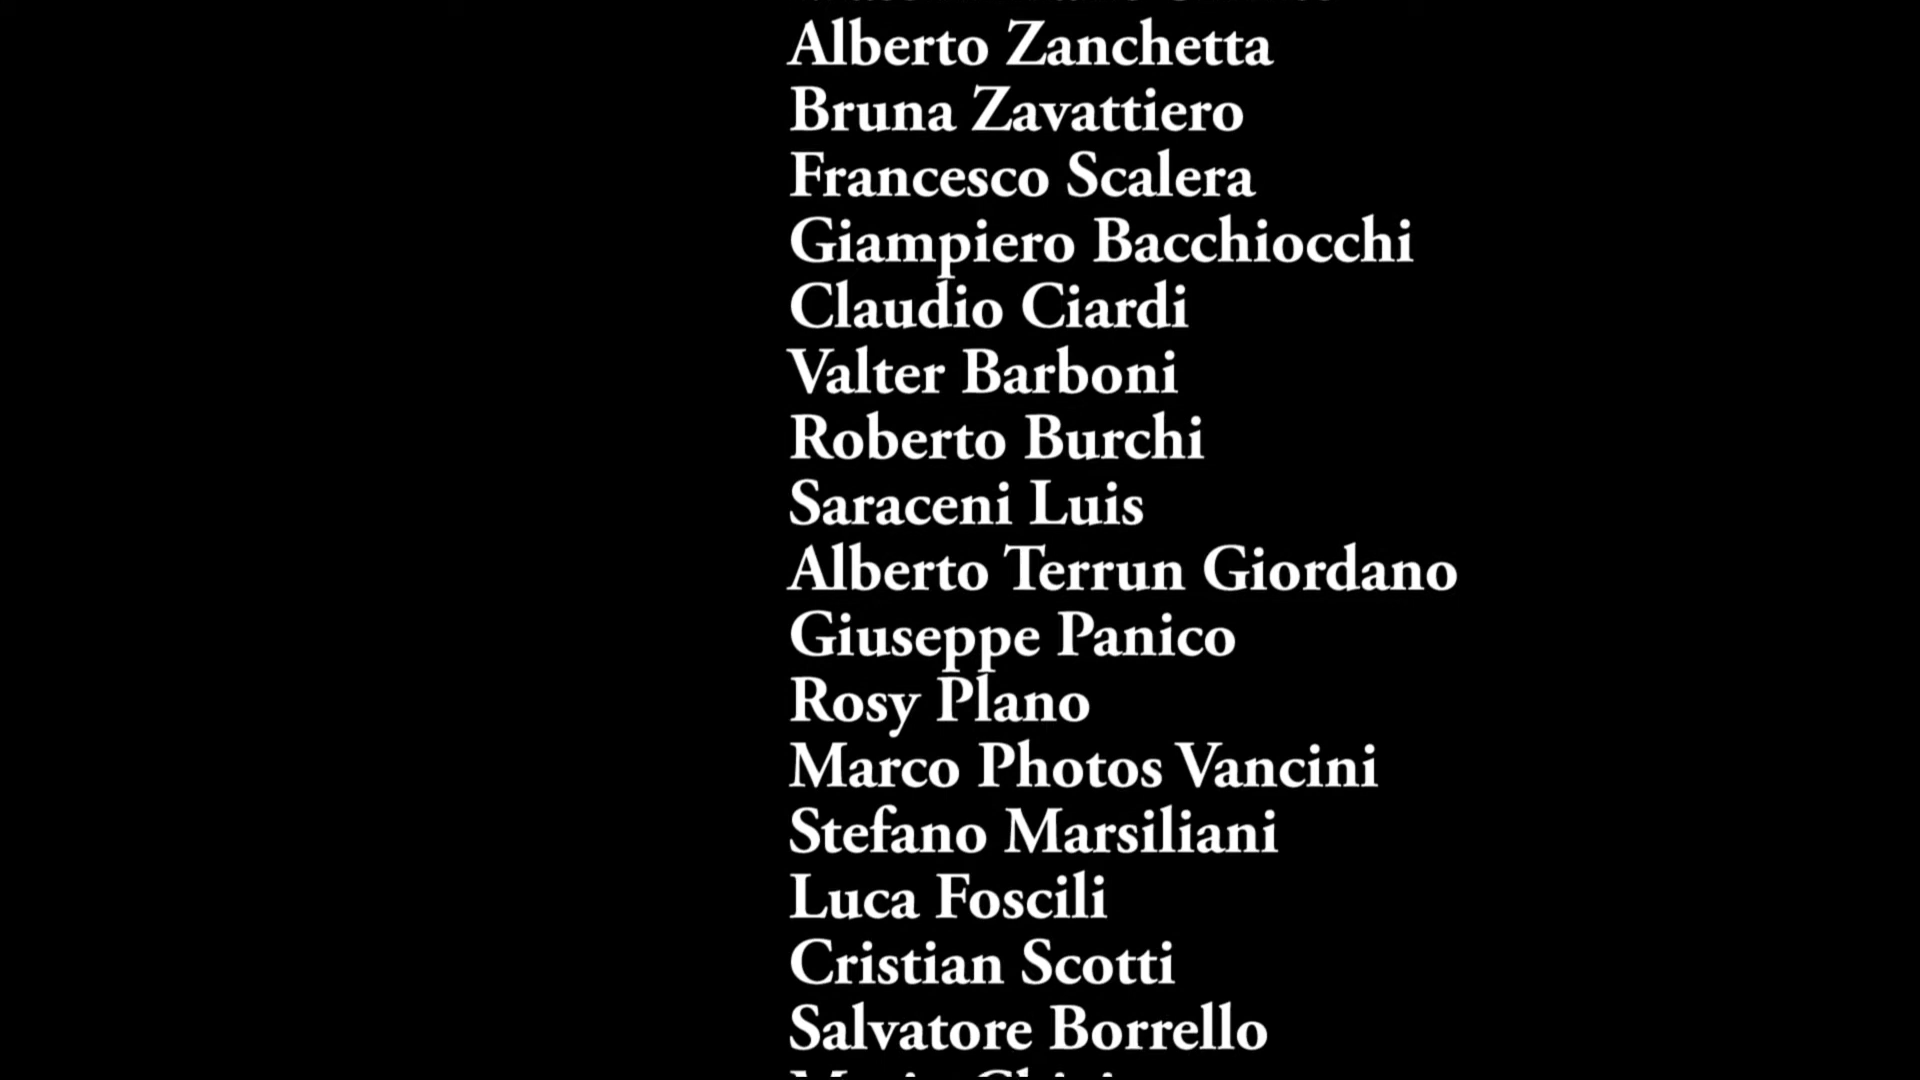 Alberto Zanchetta
Bruna Zavattiero
Francesco Scalera
Giampiero Bacchiocchi
Claudio Ciardi
Valter Barboni
Roberto Burchi
Saraceni Luis
Alberto Terrun Giordano
Giuseppe Panico
Rosy Plano
Marco Photos Vancini
Stefano Marsiliani
Luca Foscili
Cristian Scotti
Salvatore Borrello